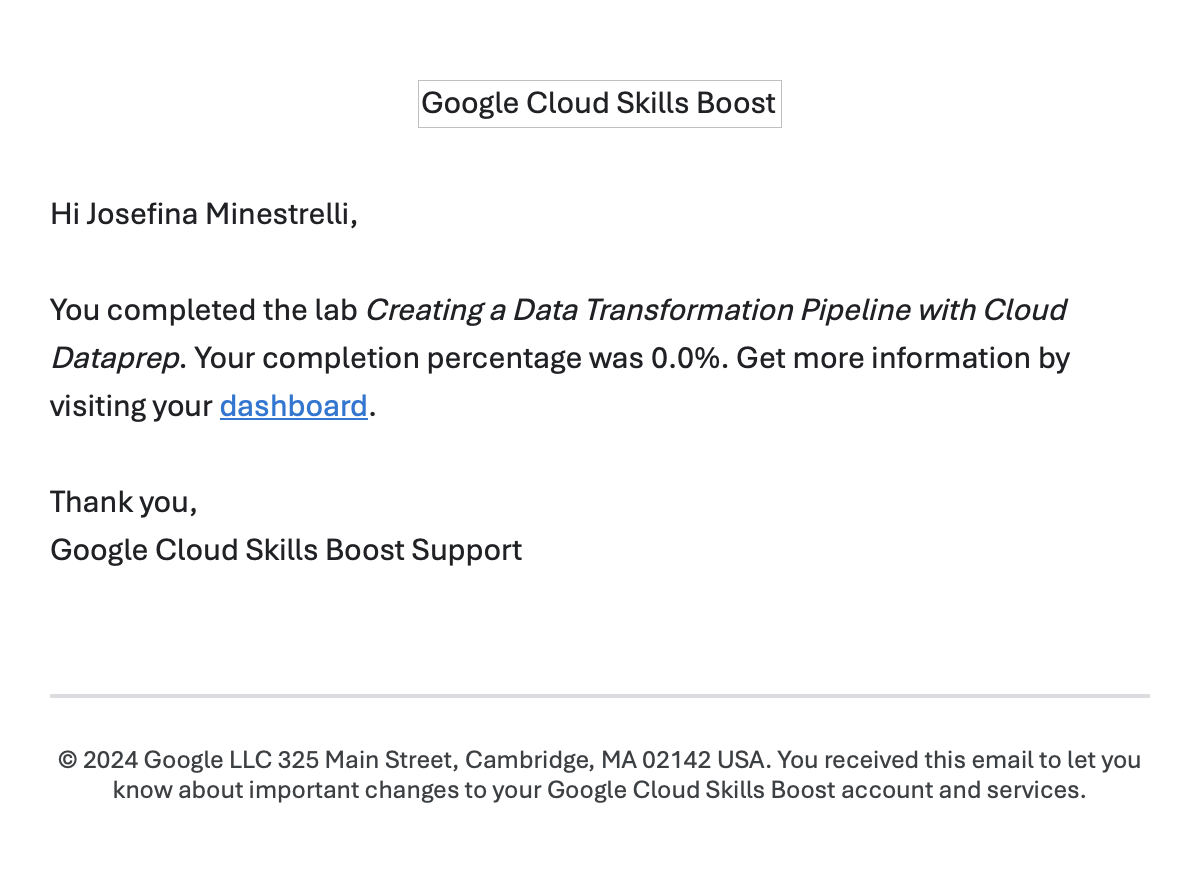 Google Cloud Skills Boost
Hi Josefina Minestrelli,
You completed the lab Creating a Data Transformation Pipeline with Cloud
Dataprep. Your completion percentage was 0.0%. Get more information by
visiting your dashboard.
Thank you,
Google Cloud Skills Boost Support
© 2024 Google LLC 325 Main Street, Cambridge, MA 02142 USA. You received this email to let you
know about important changes to your Google Cloud Skills Boost account and services.